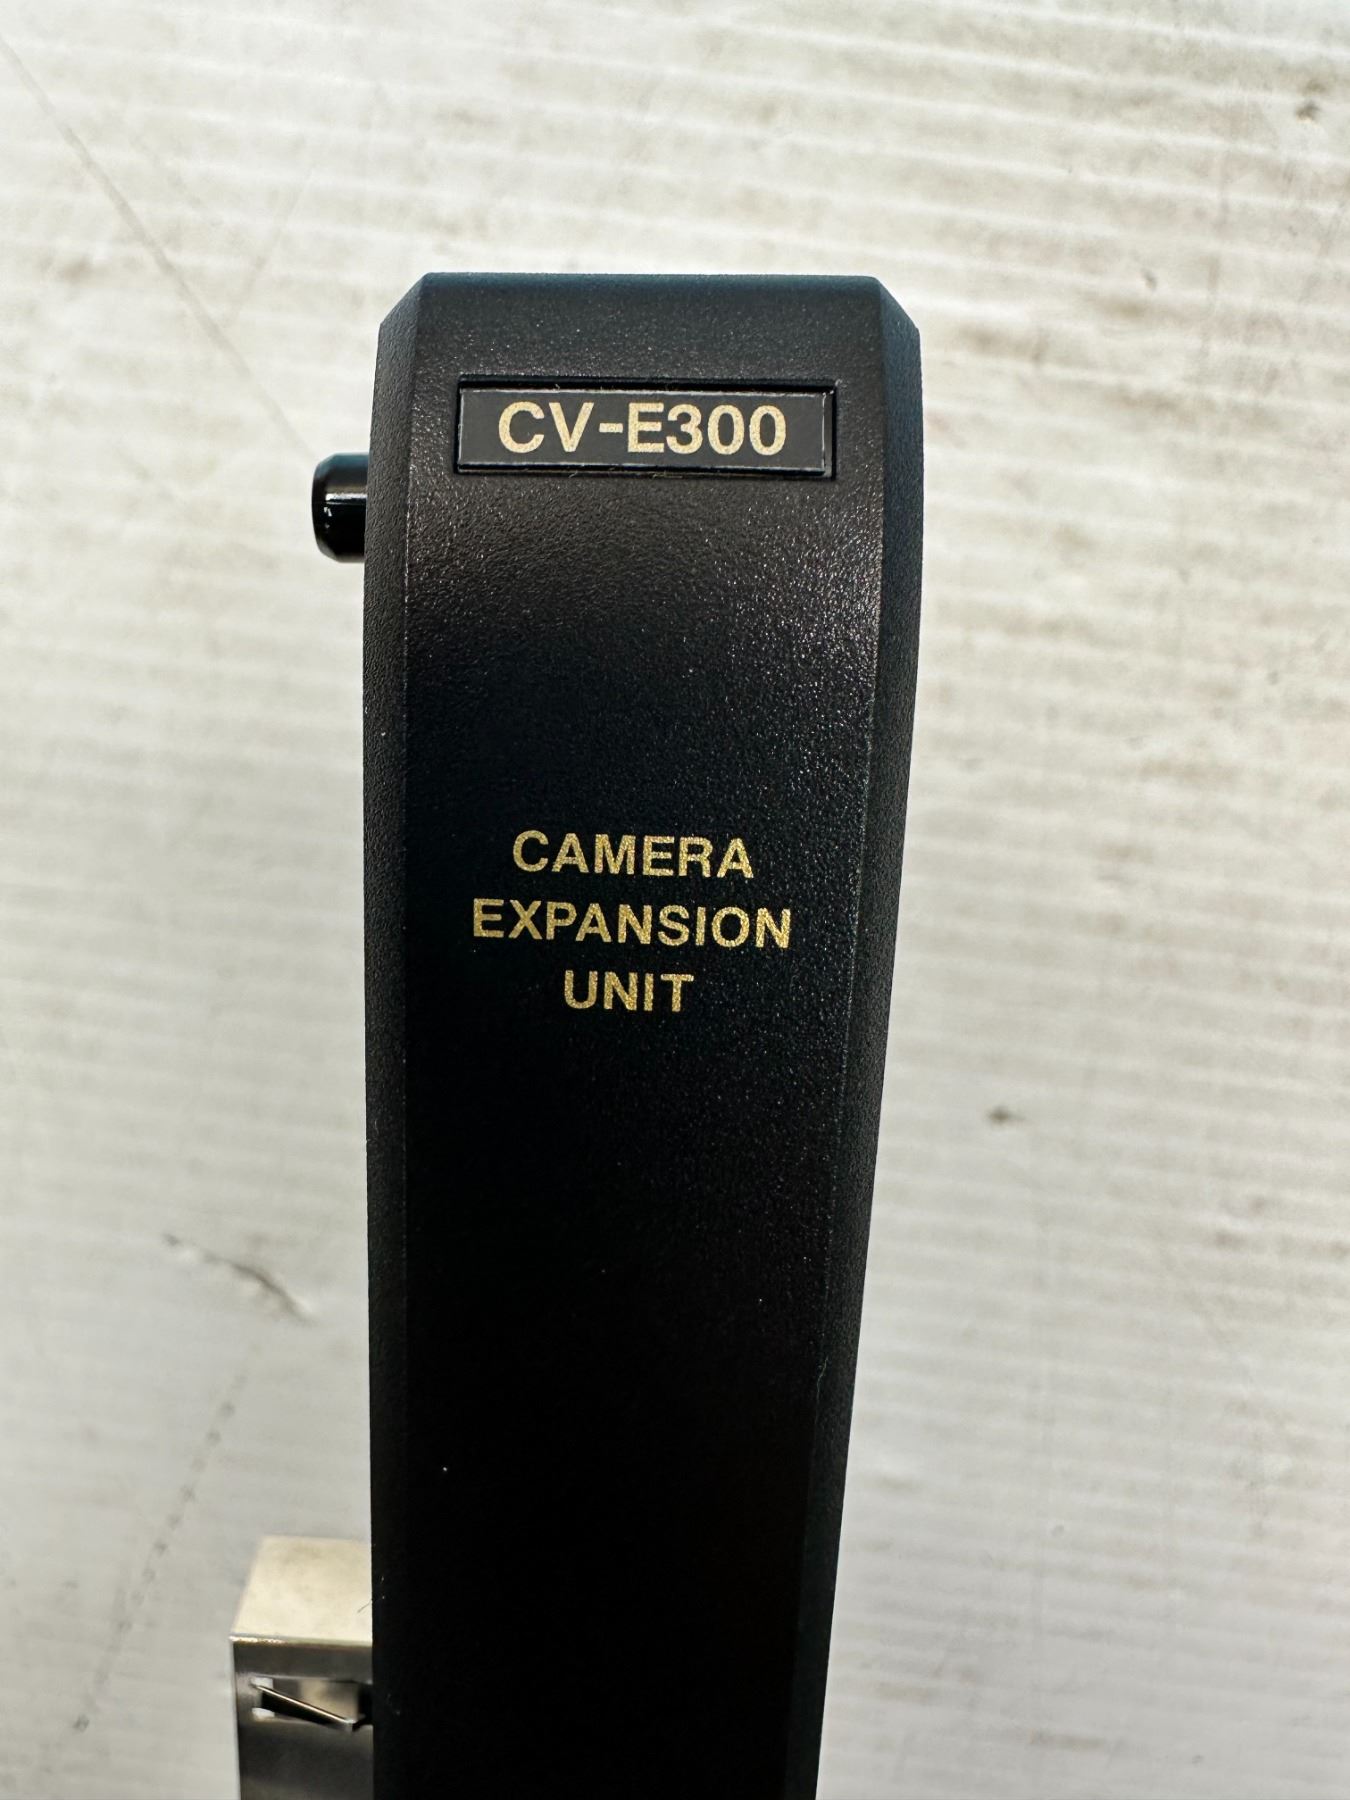 CV-E300
CAMERA
EXPANSION
UNIT